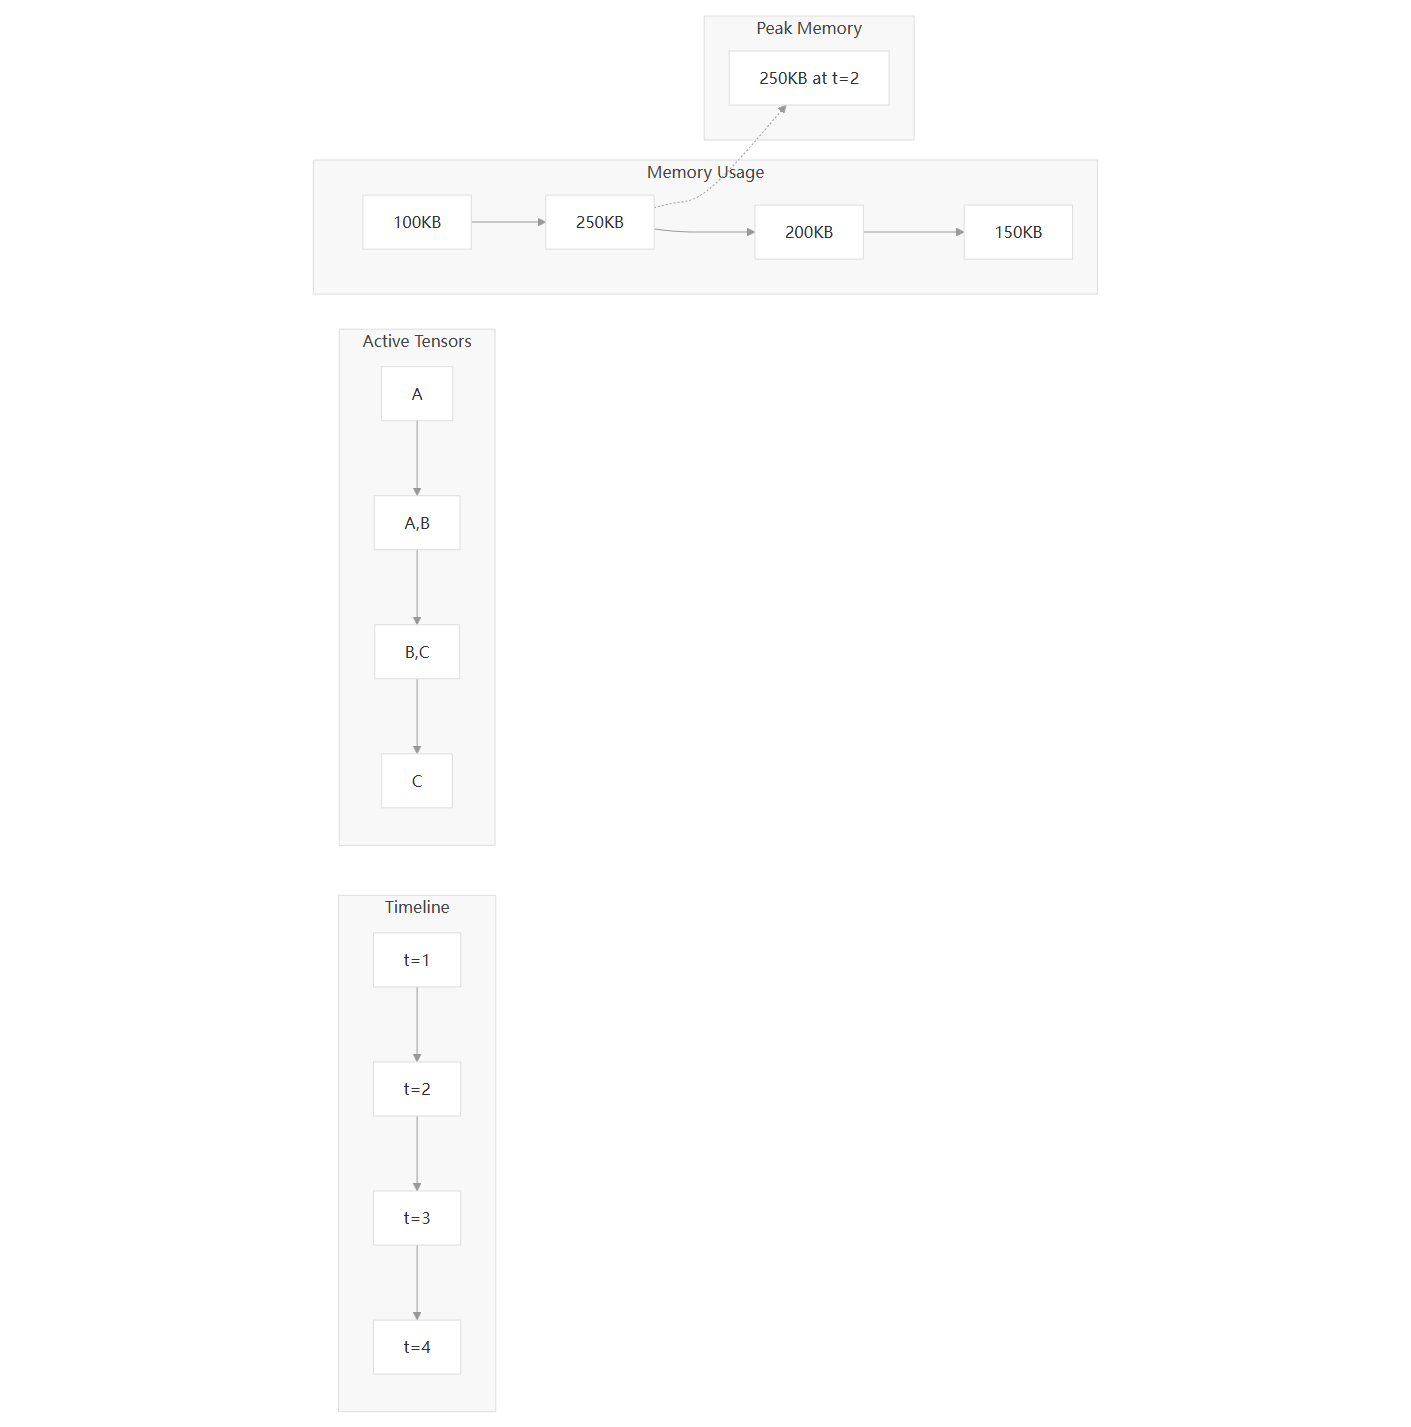 Peak Memory
250KB at t=2
Memory Usage
100KB
250KB
200KB
150KB
Active Tensors
A
A,B
B,C
C
Timeline
t=1
t=2
t=3
t=4